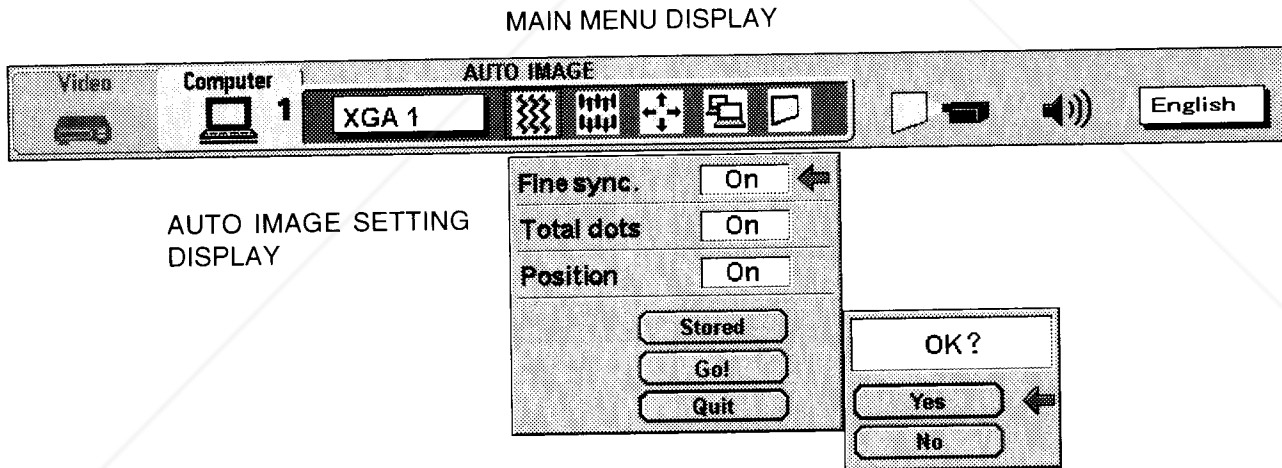 MAIN MENU DISPLAY
AUTO IMAGE
Video
Computer
1
XGA 1
English
AUTO IMAGE SETTING
DISPLAY
Fine sync. On
Total dots On
Position On
Stored
Go!
Quit
OK?
Yes
No